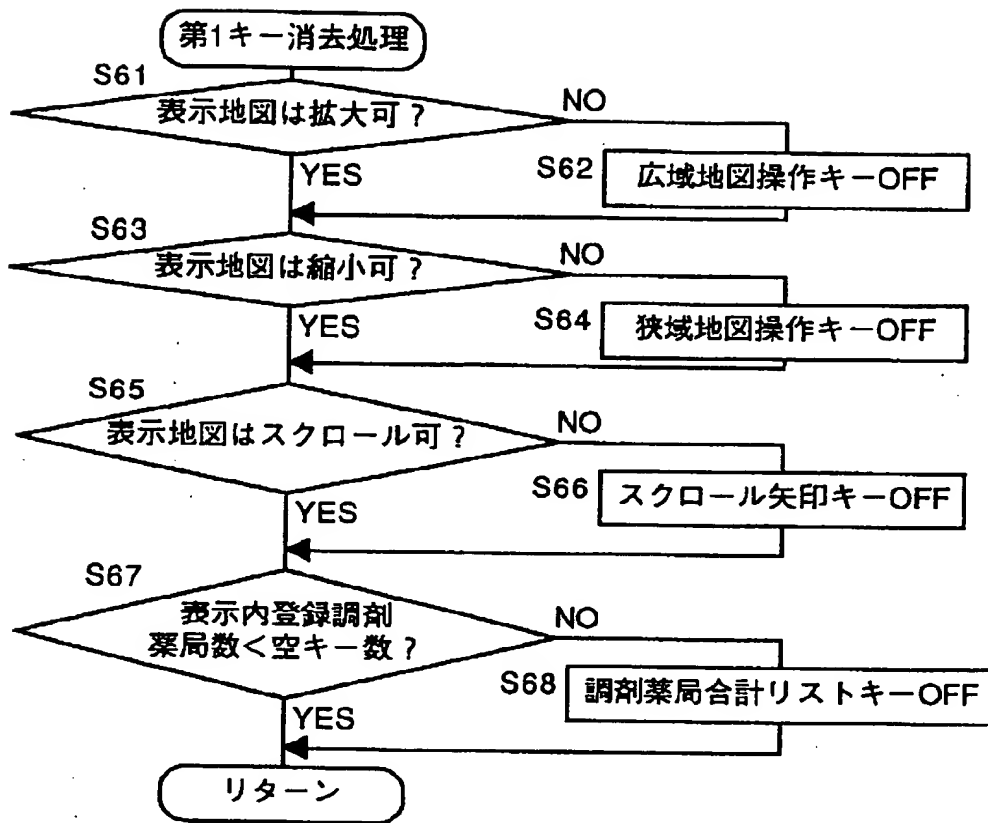 第1キー消去処理
S61
表示地図は拡大可？
NO
YES
S62
広域地図操作キーOFF
S63
表示地図は縮小可？
NO
YES
S64
狭域地図操作キーOFF
S65
表示地図はスクロール可？
NO
YES
S66
スクロール矢印キーOFF
S67
表示内登録調剤
薬局数＜空キー数？
NO
YES
S68
調剤薬局合計リストキーOFF
リターン